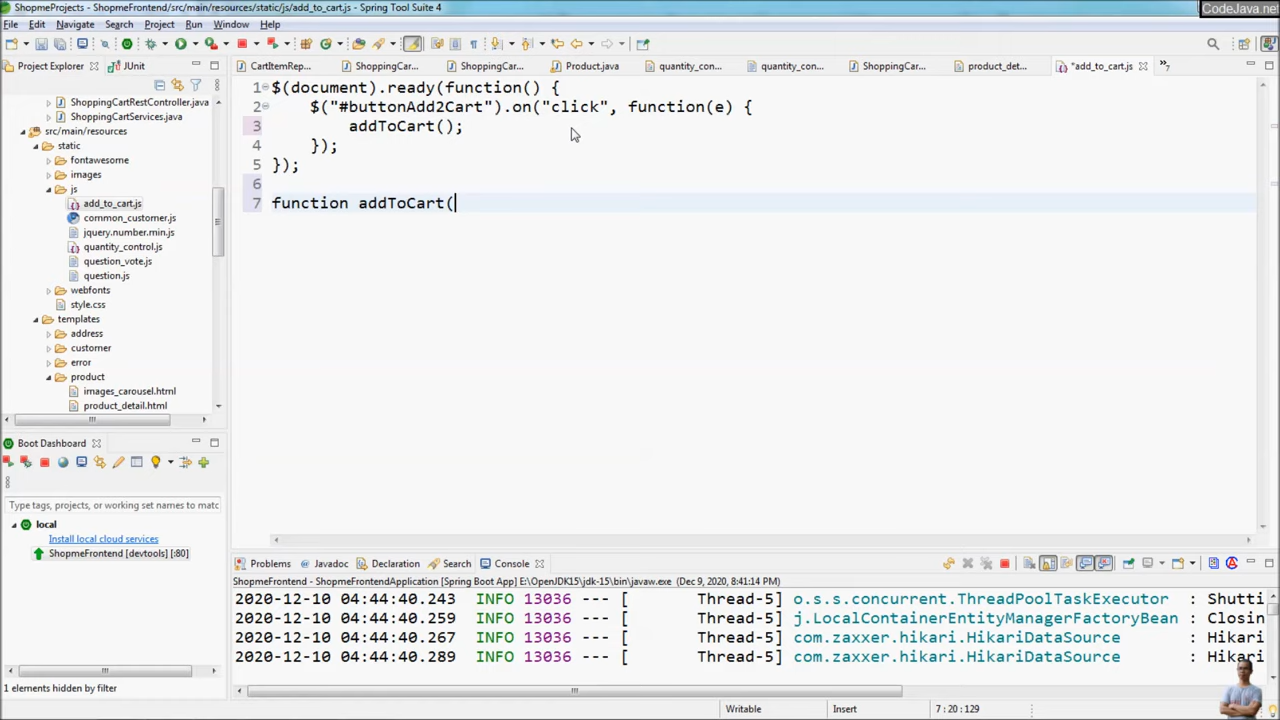 ShopmeProjects - ShopmeFrontend/src/main/resources/static/js/add_to_cart.js - Spring Tool Suite 4
CodeJava.net
File Edit Navigate Search Project Run Window Help
Project Explorer JUnit
CartItemRep... ShoppingCar... ShoppingCar... Product.java quantity_con... quantity_con... ShoppingCar... product_det... *add_to_cart.js »7
ShoppingCartRestController.java
ShoppingCartServices.java
src/main/resources
static
fontawesome
images
js
add_to_cart.js
common_customer.js
jquery.number.min.js
quantity_control.js
question_vote.js
question.js
webfonts
style.css
templates
address
customer
error
product
images_carousel.html
product_detail.html
1 $(document).ready(function() {
2 $("#buttonAdd2Cart").on("click", function(e) {
3 addToCart();
4 });
5 });
6
7 function addToCart(
Boot Dashboard
Type tags, projects, or working set names to matc
local
Install local cloud services
ShopmeFrontend [devtools] [:80]
1 elements hidden by filter
Problems Javadoc Declaration Search Console
ShopmeFrontend - ShopmeFrontendApplication [Spring Boot App] E:\OpenJDK15\jdk-15\bin\javaw.exe (Dec 9, 2020, 8:41:14 PM)
2020-12-10 04:44:40.243 INFO 13036 --- [ Thread-5] o.s.s.concurrent.ThreadPoolTaskExecutor : Shutti
2020-12-10 04:44:40.259 INFO 13036 --- [ Thread-5] j.LocalContainerEntityManagerFactoryBean : Closin
2020-12-10 04:44:40.267 INFO 13036 --- [ Thread-5] com.zaxxer.hikari.HikariDataSource : Hikari
2020-12-10 04:44:40.289 INFO 13036 --- [ Thread-5] com.zaxxer.hikari.HikariDataSource : Hikari
Writable Insert 7 : 20 : 129